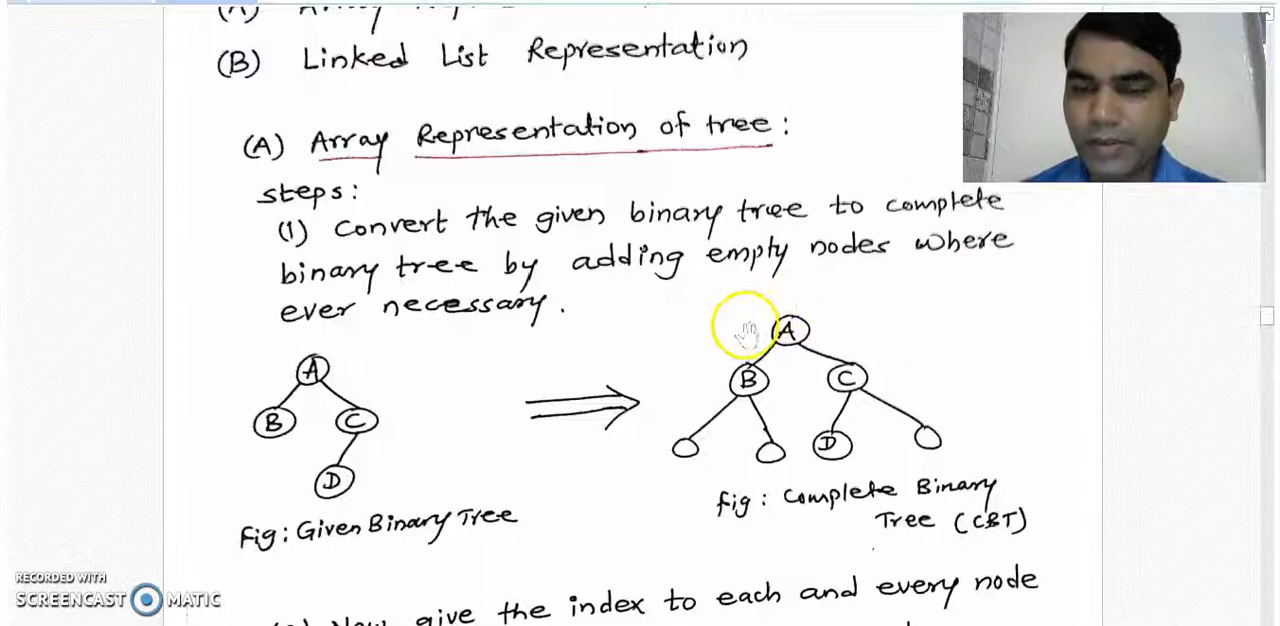 (B) Linked List Representation
(A) Array Representation of tree:
steps:
(1) Convert the given binary tree to complete
binary tree by adding empty nodes where
ever necessary.
A
B
C
D
Fig: Given Binary Tree
A
B
C
D
fig: Complete Binary
Tree (CBT)
Now give the index to each and every node
RECORDED WITH
SCREENCAST MATIC